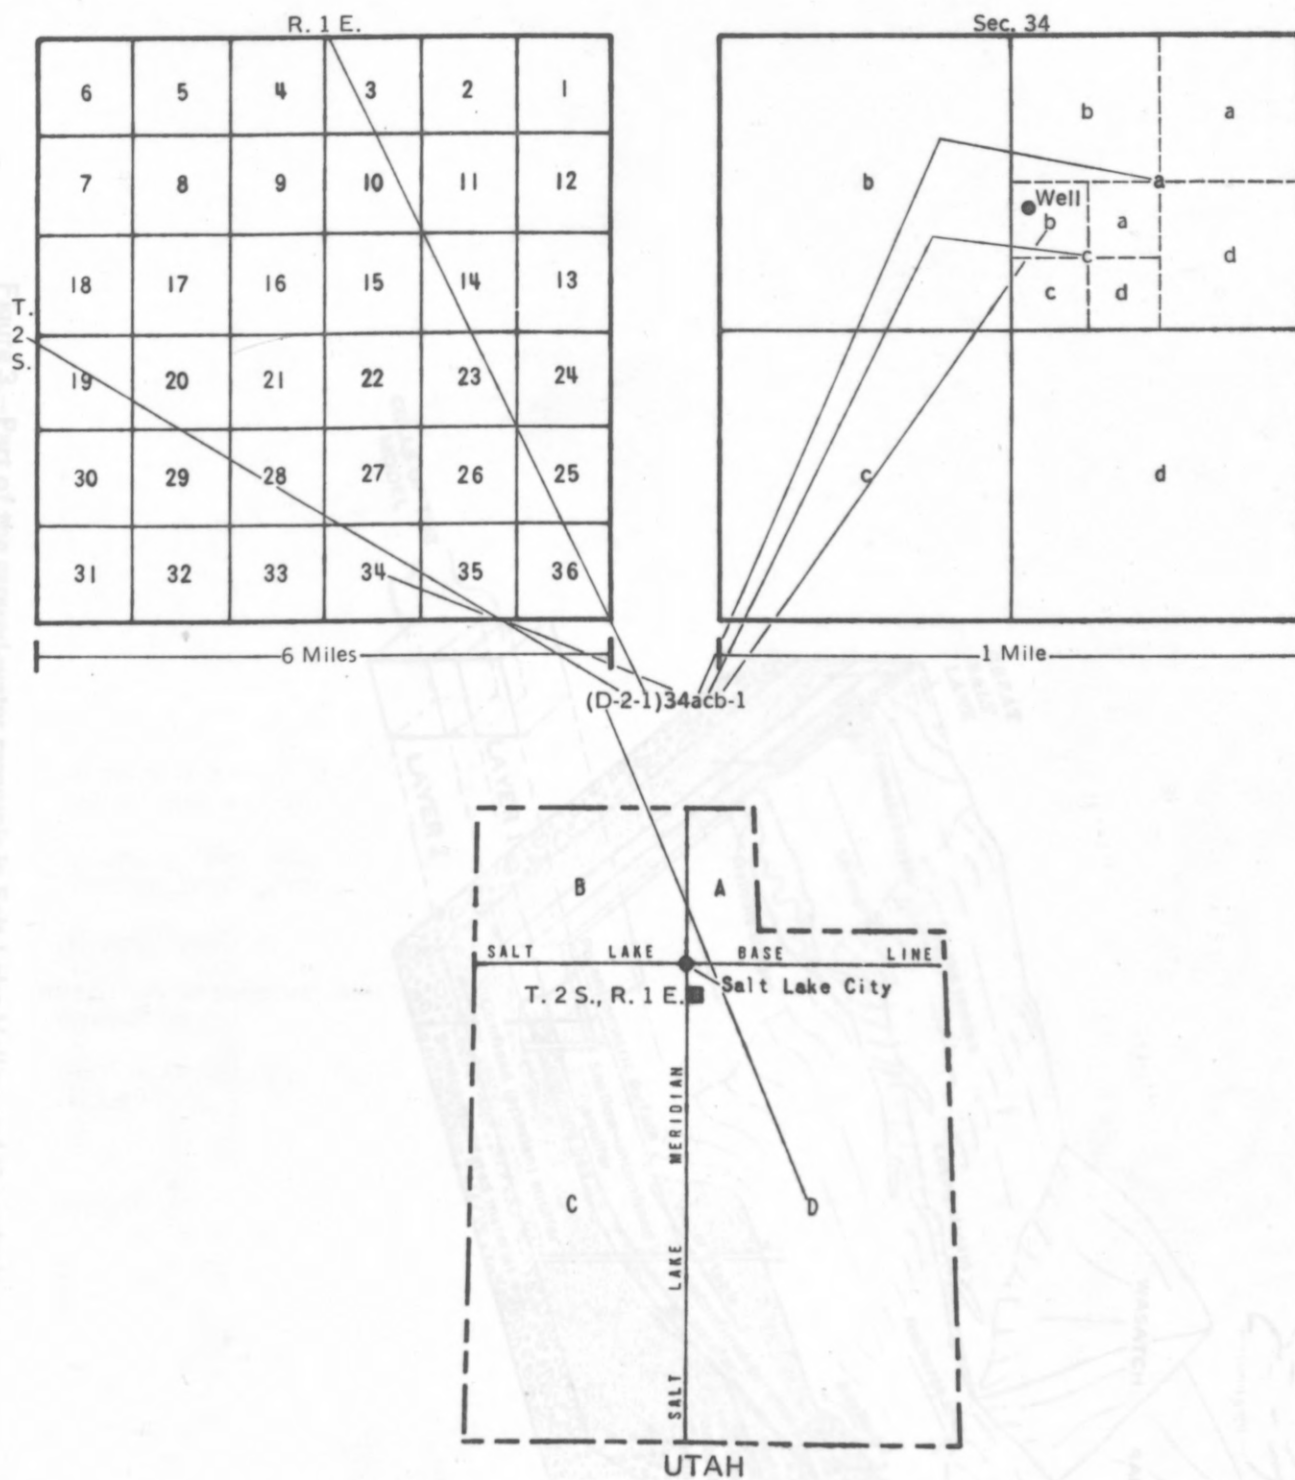 R. 1 E.
6 5 4 3 2 1
7 8 9 10 11 12
18 17 16 15 14 13
T.
2
S.
19 20 21 22 23 24
30 29 28 27 26 25
31 32 33 34 35 36
6 Miles
Sec. 34
b a
b a
Well
b a
c d
c d
c d
1 Mile
(D-2-1)34acb-1
B A
SALT LAKE BASE LINE
Salt Lake City
T. 2 S., R. 1 E.
SALT LAKE MERIDIAN
C D
UTAH